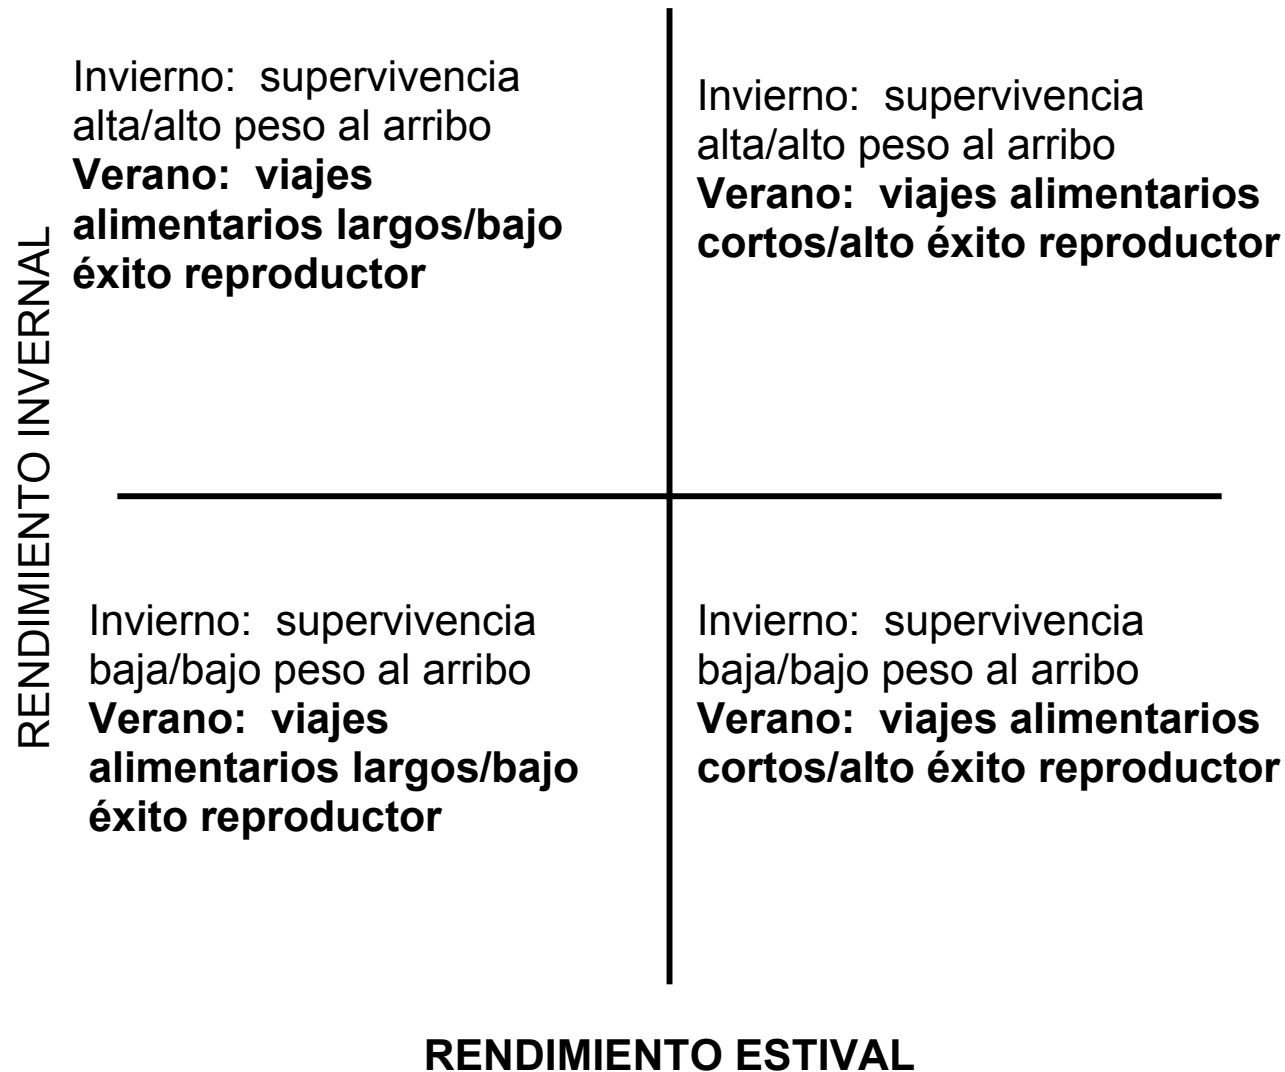 Invierno:  supervivencia
alta/alto peso al arribo
Verano:  viajes
alimentarios largos/bajo
éxito reproductor
Invierno:  supervivencia
alta/alto peso al arribo
Verano:  viajes alimentarios
cortos/alto éxito reproductor
RENDIMIENTO INVERNAL
Invierno:  supervivencia
baja/bajo peso al arribo
Verano:  viajes
alimentarios largos/bajo
éxito reproductor
Invierno:  supervivencia
baja/bajo peso al arribo
Verano:  viajes alimentarios
cortos/alto éxito reproductor
RENDIMIENTO ESTIVAL